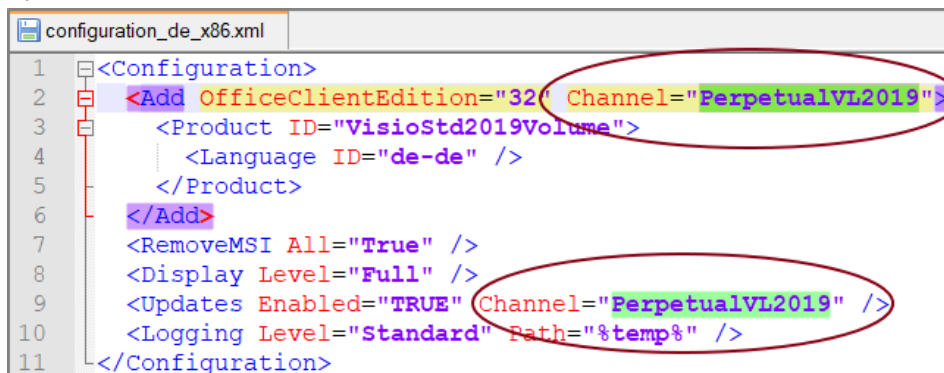 configuration_de_x86.xml
1 <Configuration>
2 <Add OfficeClientEdition="32" Channel="PerpetualVL2019">
3 <Product ID="VisioStd2019Volume">
4 <Language ID="de-de" />
5 </Product>
6 </Add>
7 <RemoveMSI All="True" />
8 <Display Level="Full" />
9 <Updates Enabled="TRUE" Channel="PerpetualVL2019" />
10 <Logging Level="Standard" Path="%temp%" />
11 </Configuration>